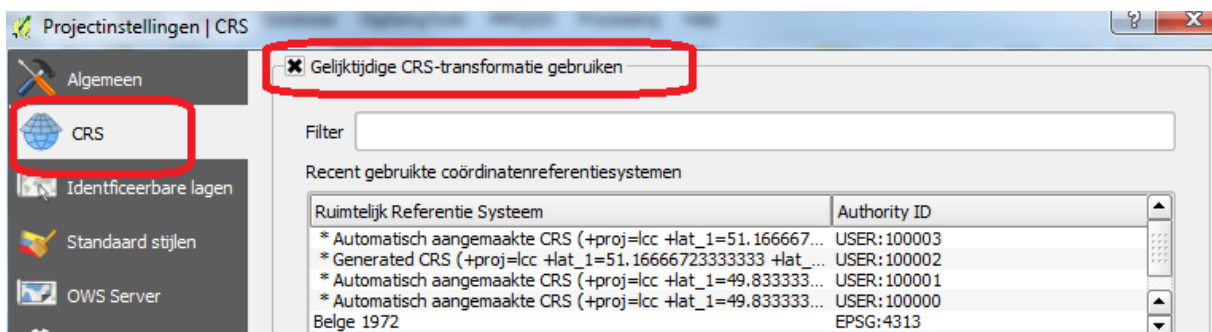 Projectinstellingen | CRS
Algemeen
CRS
Identficeerbare lagen
Standaard stijlen
OWS Server
Gelijktijdige CRS-transformatie gebruiken
Filter
Recent gebruikte coördinatenreferentiesystemen
Ruimtelijk Referentie Systeem Authority ID
* Automatisch aangemaakte CRS (+proj=lcc +lat_1=51.166667... USER:100003
* Generated CRS (+proj=lcc +lat_1=51.16666723333333 +lat_... USER:100002
* Automatisch aangemaakte CRS (+proj=lcc +lat_1=49.833333... USER:100001
* Automatisch aangemaakte CRS (+proj=lcc +lat_1=49.833333... USER:100000
Belge 1972 EPSG:4313